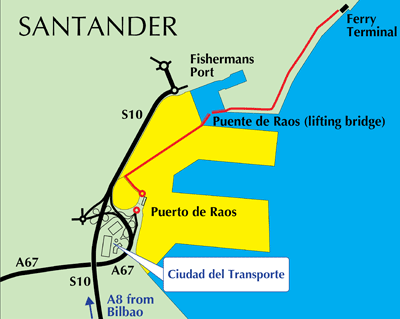 SANTANDER
Ferry
Terminal
Fishermans
Port
S10
Puente de Raos (lifting bridge)
Puerto de Raos
Ciudad del Transporte
A67
A67
S10
A8 from
Bilbao